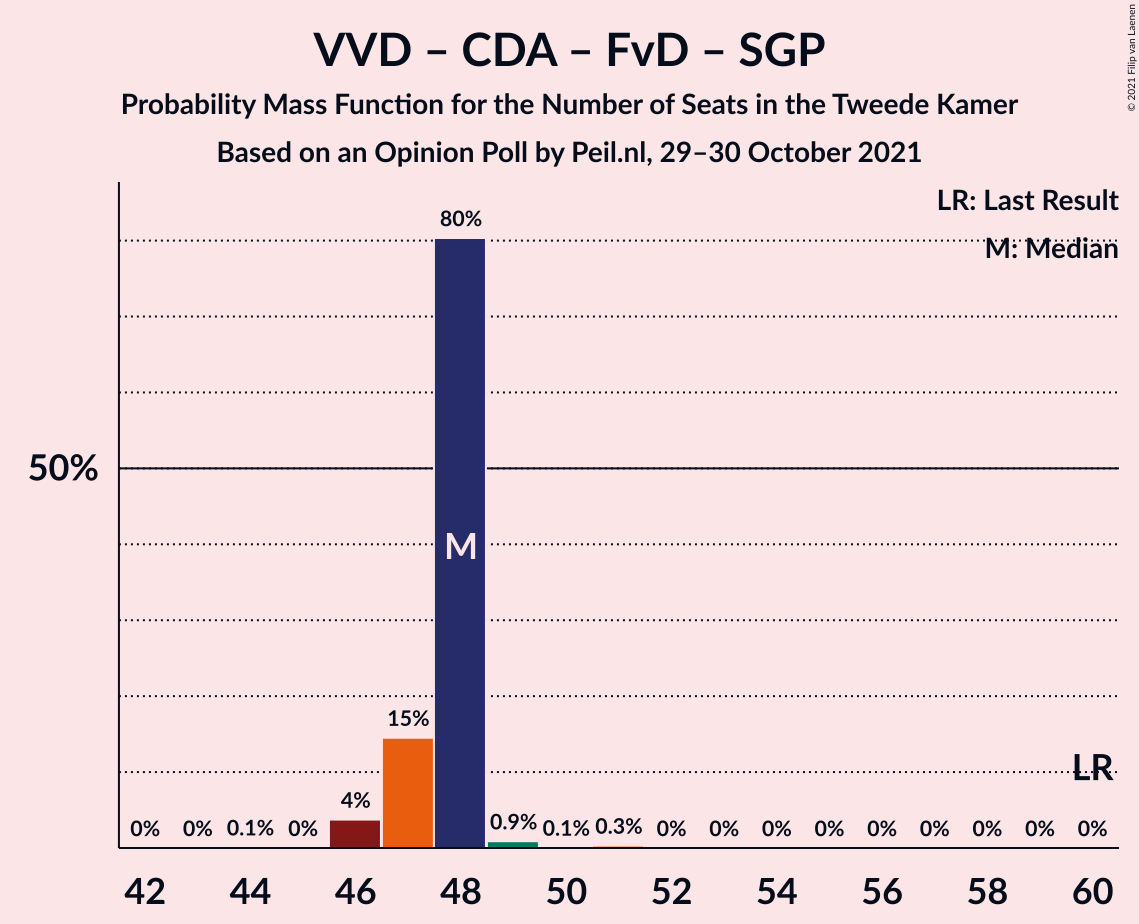 VVD – CDA – FvD – SGP
Probability Mass Function for the Number of Seats in the Tweede Kamer
Based on an Opinion Poll by Peil.nl, 29–30 October 2021
© 2021 Filip van Laenen
LR: Last Result
M: Median
80%
50%
M
15%
LR
4%
0% 0% 0.1% 0% 0.9% 0.1% 0.3% 0% 0% 0% 0% 0% 0% 0% 0% 0%
42 44 46 48 50 52 54 56 58 60